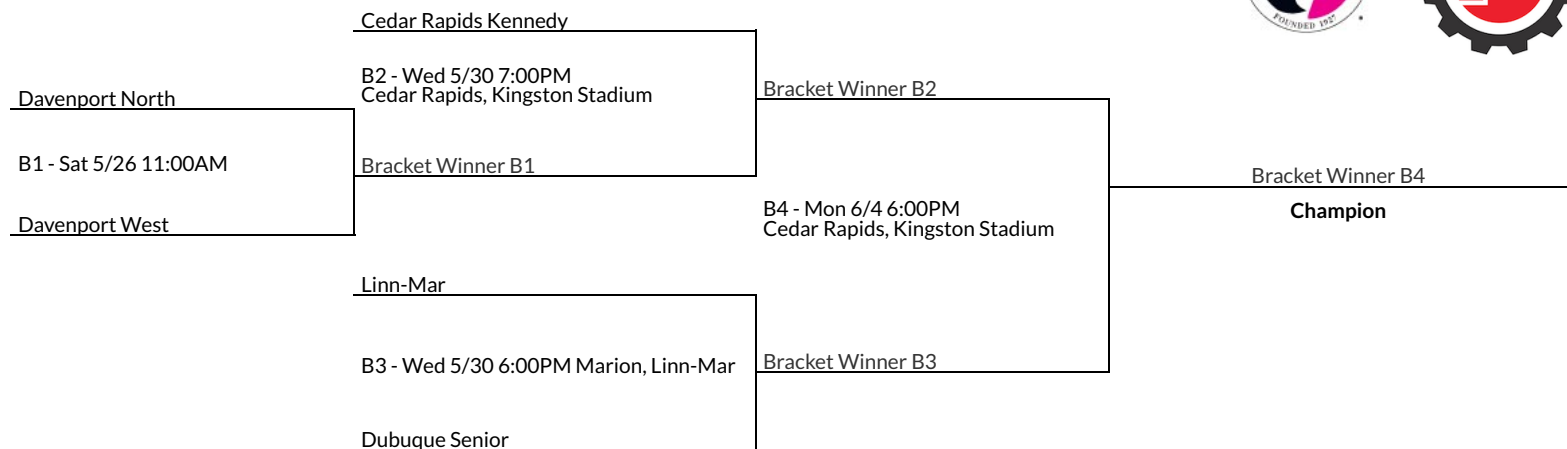 FOUNDED 1927
Cedar Rapids Kennedy
B2 - Wed 5/30 7:00PM
Cedar Rapids, Kingston Stadium
Bracket Winner B2
Davenport North
B1 - Sat 5/26 11:00AM
Bracket Winner B1
Davenport West
Bracket Winner B4
Champion
B4 - Mon 6/4 6:00PM
Cedar Rapids, Kingston Stadium
Linn-Mar
B3 - Wed 5/30 6:00PM Marion, Linn-Mar
Bracket Winner B3
Dubuque Senior